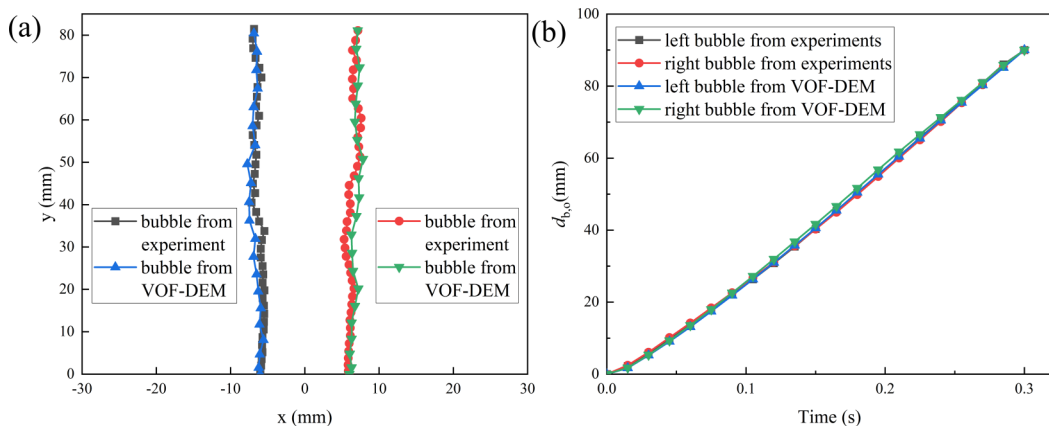 (a)
80
70
60
50
40
30
20
10
0
y (mm)
bubble from
experiment
bubble from
VOF-DEM
bubble from
experiment
bubble from
VOF-DEM
-30
-20
-10
0
10
20
30
x (mm)
(b)
100
80
60
40
20
0
d_b,o(mm)
left bubble from experiments
right bubble from experiments
left bubble from VOF-DEM
right bubble from VOF-DEM
0.0
0.1
0.2
0.3
Time (s)